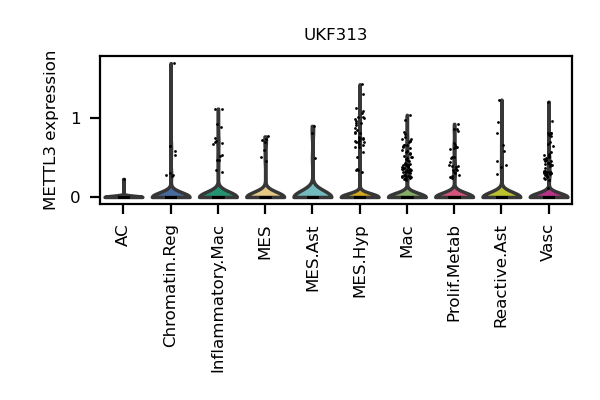 UKF313
METTL3 expression
1
0
AC
Chromatin.Reg
Inflammatory.Mac
MES
MES.Ast
MES.Hyp
Mac
Prolif.Metab
Reactive.Ast
Vasc